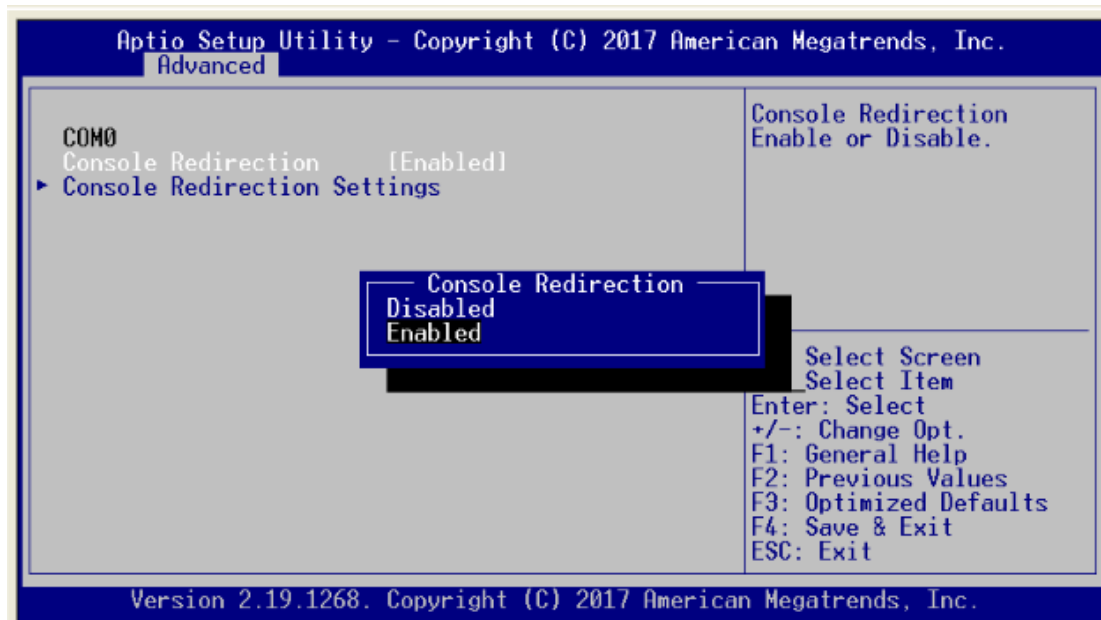 Aptio Setup Utility – Copyright (C) 2017 American Megatrends, Inc.
Advanced
COM0
Console Redirection [Enabled]
Console Redirection Settings
Console Redirection
Disabled
Enabled
Console Redirection
Enable or Disable.
Select Screen
Select Item
Enter: Select
+/-: Change Opt.
F1: General Help
F2: Previous Values
F3: Optimized Defaults
F4: Save & Exit
ESC: Exit
Version 2.19.1268. Copyright (C) 2017 American Megatrends, Inc.